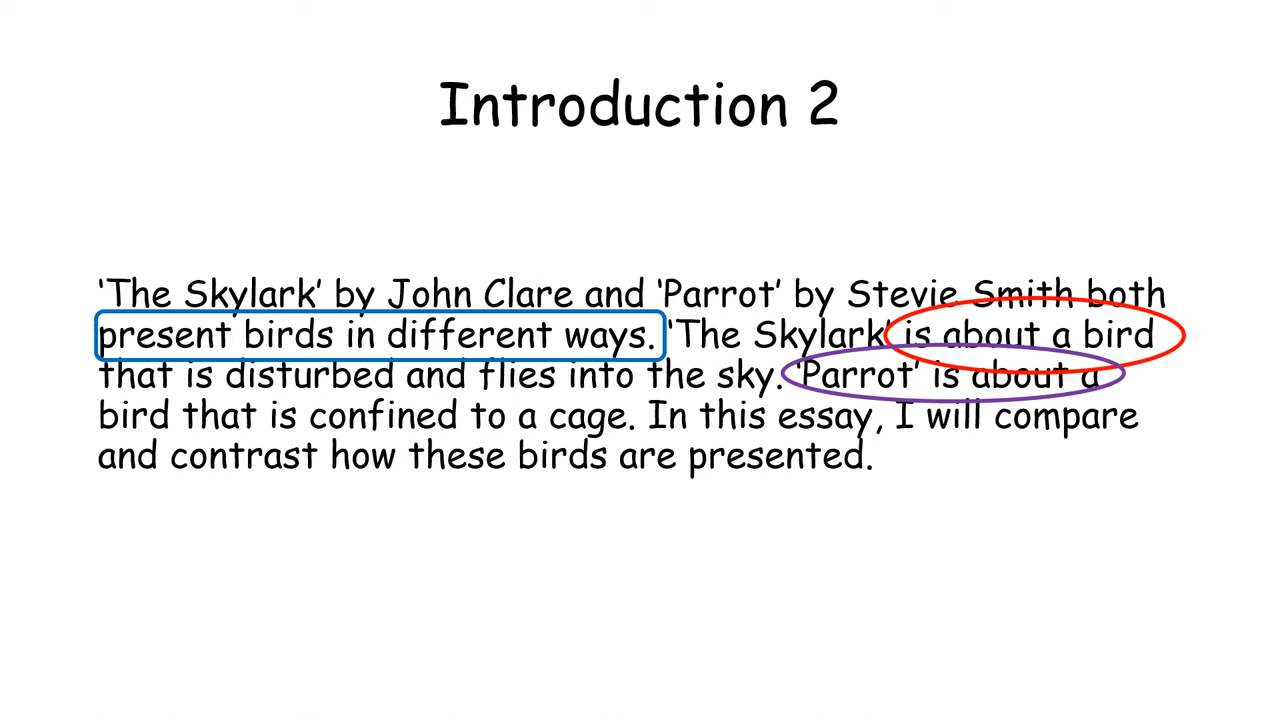 Introduction 2
‘The Skylark’ by John Clare and ‘Parrot’ by Stevie Smith both
present birds in different ways. ‘The Skylark’ is about a bird
that is disturbed and flies into the sky. ‘Parrot’ is about a
bird that is confined to a cage. In this essay, I will compare
and contrast how these birds are presented.